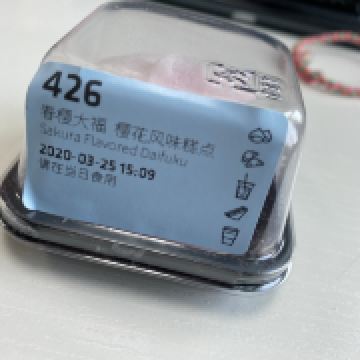 426
春樱大福 樱花风味糕点
Sakura Flavored Daifuku
2020-03-25 15:09
请在当日食用